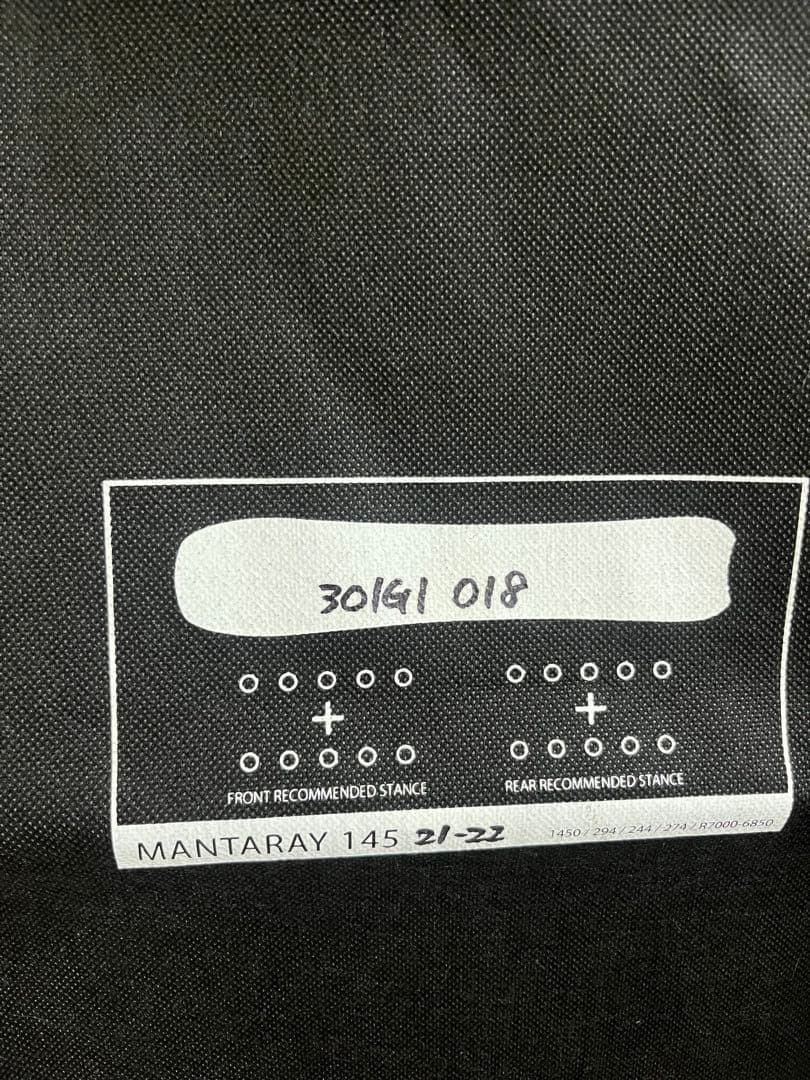 301G1 018
FRONT RECOMMENDED STANCE
REAR RECOMMENDED STANCE
MANTARAY 145 21-22
1450 / 294 / 244 / 274 / R7000-6850